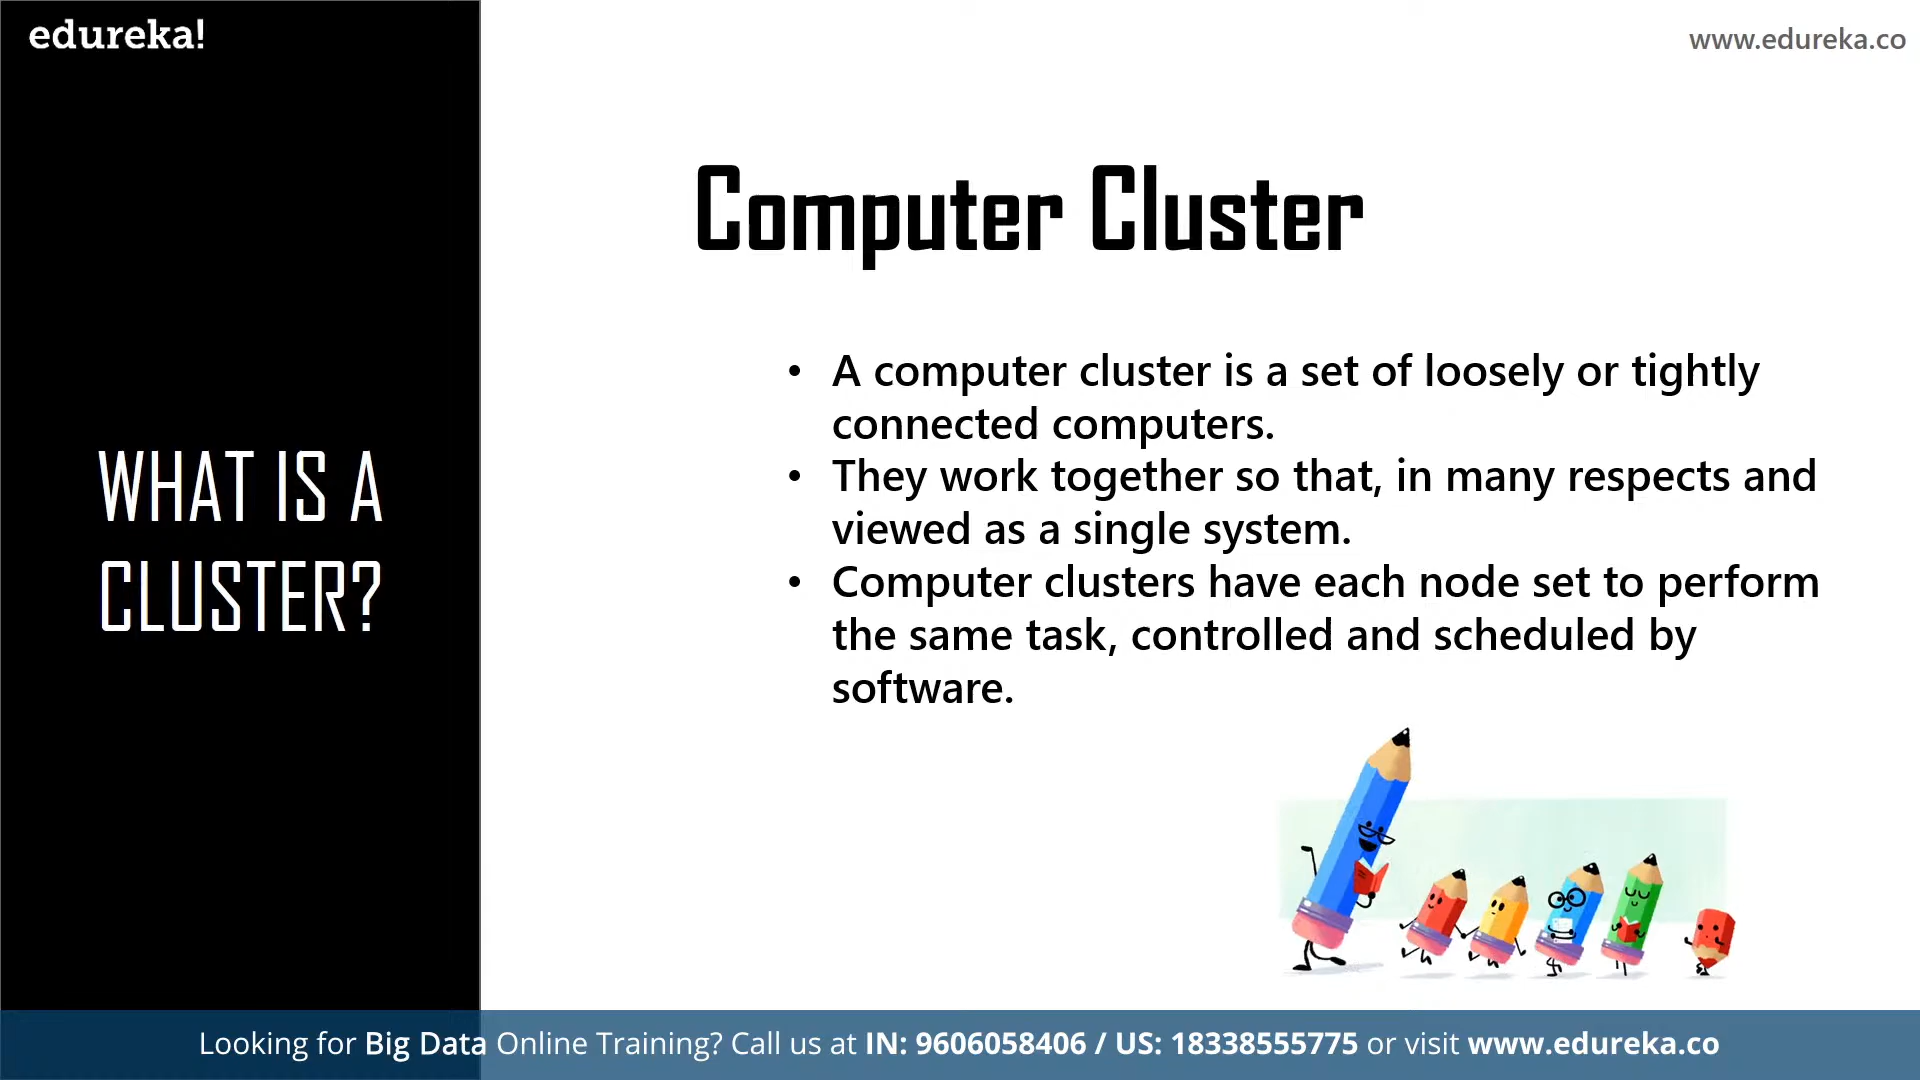 edureka!
www.edureka.co
WHAT IS A
CLUSTER?
Computer Cluster
• A computer cluster is a set of loosely or tightly
connected computers.
• They work together so that, in many respects and
viewed as a single system.
• Computer clusters have each node set to perform
the same task, controlled and scheduled by
software.
Looking for Big Data Online Training? Call us at IN: 9606058406 / US: 18338555775 or visit www.edureka.co